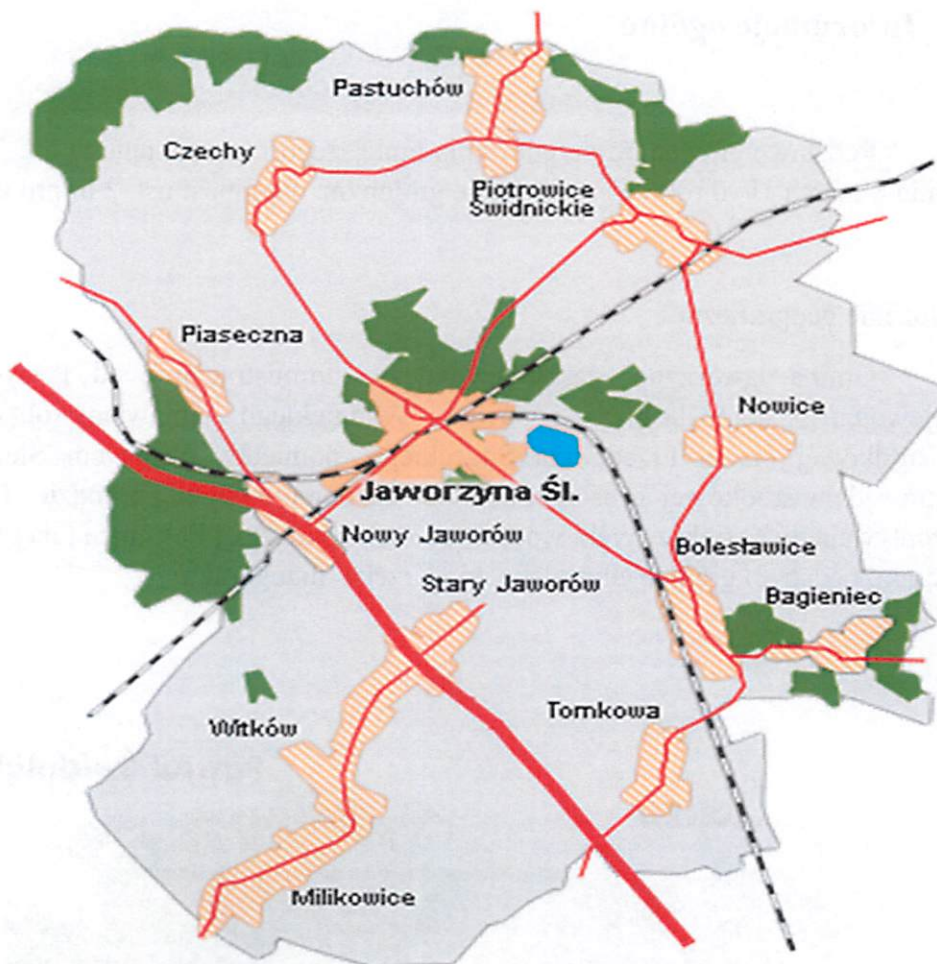 Pastuchów
Czechy
Piotrowice
Świdnickie
Piaseczna
Nowice
Jaworzyna Śl.
Nowy Jaworów
Bolesławice
Stary Jaworów
Bagieniec
Witków
Tomkowa
Milikowice